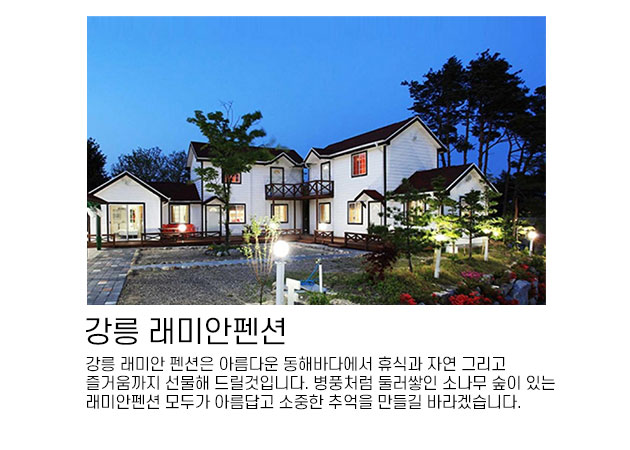 강릉 래미안펜션
강릉 래미안 펜션은 아름다운 동해바다에서 휴식과 자연 그리고
즐거움까지 선물해 드릴것입니다. 병풍처럼 둘러쌓인 소나무 숲이 있는
래미안펜션 모두가 아름답고 소중한 추억을 만들길 바라겠습니다.